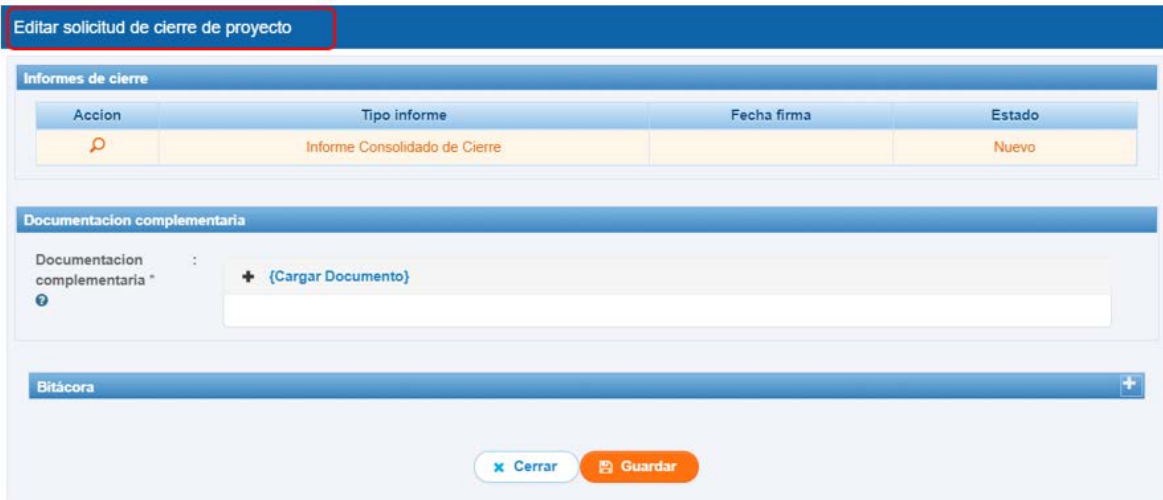 Editar solicitud de cierre de proyecto
Informes de cierre
Accion Tipo informe Fecha firma Estado
Informe Consolidado de Cierre Nuevo
Documentacion complementaria
Documentacion :
complementaria *
{Cargar Documento}
Bitácora
Cerrar Guardar